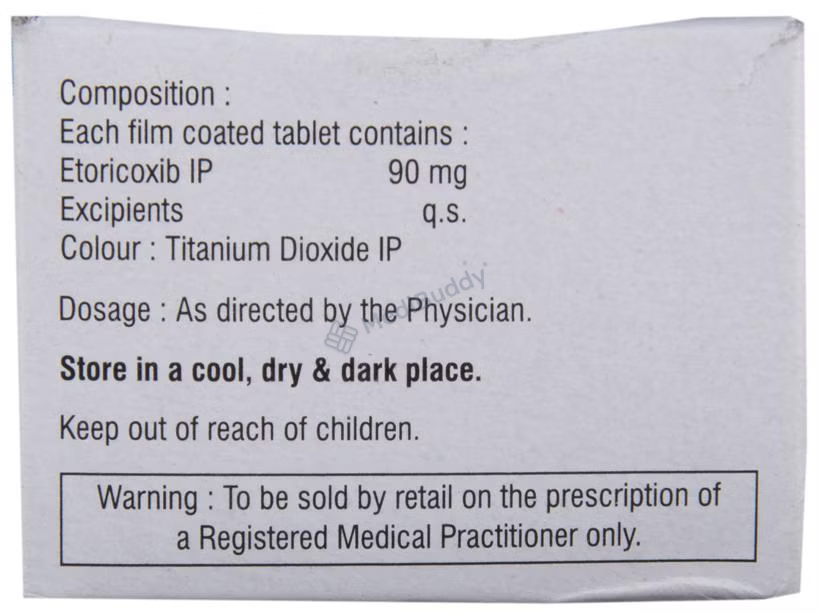 Composition :
Each film coated tablet contains :
Etoricoxib IP 90 mg
Excipients q.s.
Colour : Titanium Dioxide IP
Dosage : As directed by the Physician.
MediBuddy
Store in a cool, dry & dark place.
Keep out of reach of children.
Warning : To be sold by retail on the prescription of
a Registered Medical Practitioner only.